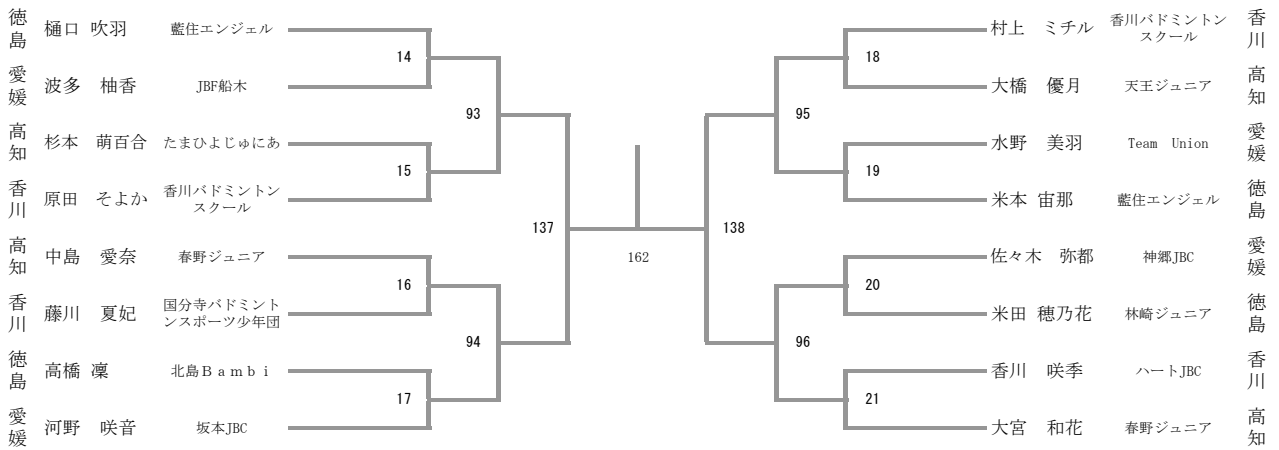 徳島 樋口 吹羽 藍住エンジェル
愛媛 波多 柚香 JBF船木
高知 杉本 萌百合 たまひよじゅにあ
香川 原田 そよか 香川バドミントン
スクール
高知 中島 愛奈 春野ジュニア
香川 藤川 夏妃 国分寺バドミント
ンスポーツ少年団
徳島 高橋 凜 北島Ｂａｍｂｉ
愛媛 河野 咲音 坂本JBC
14
15
16
17
93
94
137
162
138
95
96
18
19
20
21
村上 ミチル 香川バドミントン
スクール 香川
大橋 優月 天王ジュニア 高知
水野 美羽 Team Union 愛媛
米本 宙那 藍住エンジェル 徳島
佐々木 弥都 神郷JBC 愛媛
米田 穂乃花 林崎ジュニア 徳島
香川 咲季 ハートJBC 香川
大宮 和花 春野ジュニア 高知